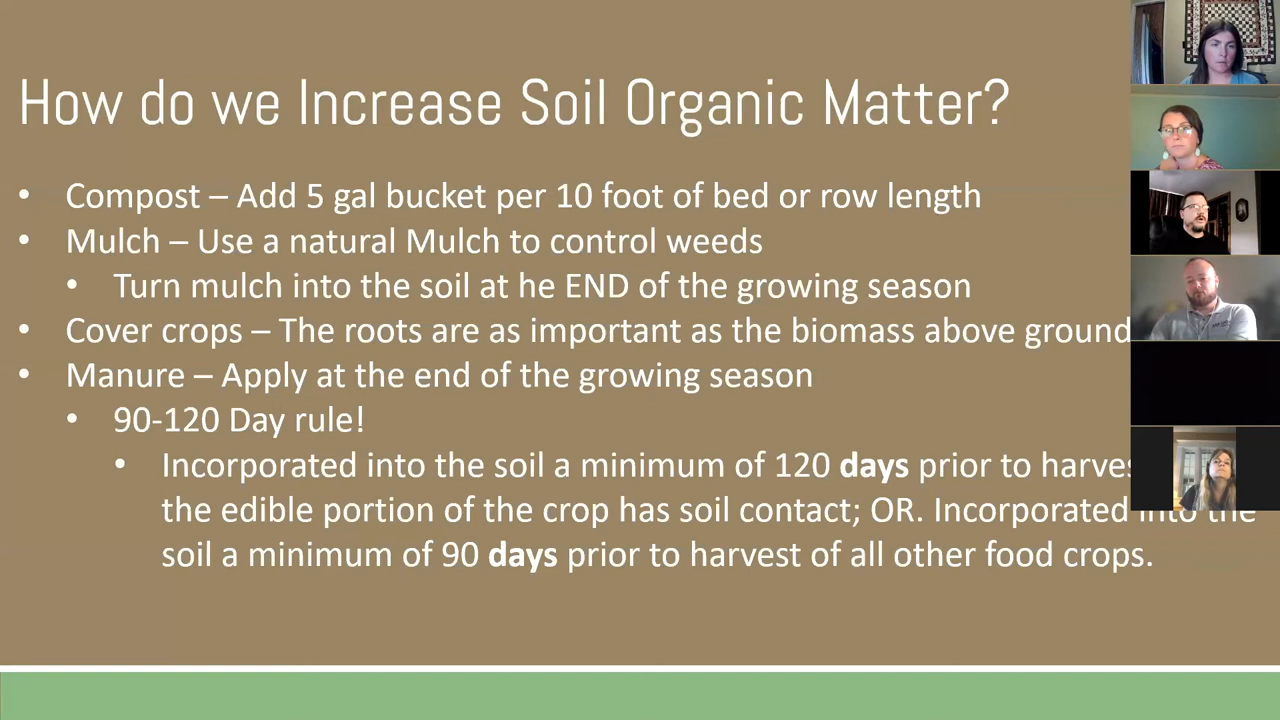 How do we Increase Soil Organic Matter?
• Compost – Add 5 gal bucket per 10 foot of bed or row length
• Mulch – Use a natural Mulch to control weeds
• Turn mulch into the soil at he END of the growing season
• Cover crops – The roots are as important as the biomass above ground
• Manure – Apply at the end of the growing season
• 90-120 Day rule!
• Incorporated into the soil a minimum of 120 days prior to
the edible portion of the crop has soil contact; OR. Incorporated into the
soil a minimum of 90 days prior to harvest of all other food crops.